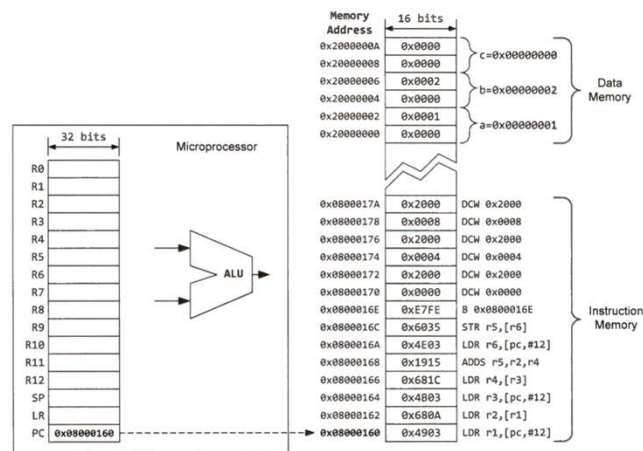 Memory Address
16 bits
0x2000000A 0x0000
c=0x00000000
0x20000008 0x0000
0x20000006 0x0002
b=0x00000002
0x20000004 0x0000
0x20000002 0x0001
a=0x00000001
0x20000000 0x0000
Data Memory
32 bits
Microprocessor
R0
R1
R2
R3
R4
R5
R6
R7
R8
R9
R10
R11
R12
SP
LR
PC 0x08000160
ALU
0x0800017A 0x2000 DCW 0x2000
0x08000178 0x0008 DCW 0x0008
0x08000176 0x2000 DCW 0x2000
0x08000174 0x0004 DCW 0x0004
0x08000172 0x2000 DCW 0x2000
0x08000170 0x0000 DCW 0x0000
0x0800016E 0xE7FE B 0x0800016E
0x0800016C 0x6035 STR r5,[r6]
0x0800016A 0x4E03 LDR r6,[pc,#12]
0x08000168 0x1915 ADDS r5,r2,r4
0x08000166 0x681C LDR r4,[r3]
0x08000164 0x4B03 LDR r3,[pc,#12]
0x08000162 0x680A LDR r2,[r1]
0x08000160 0x4903 LDR r1,[pc,#12]
Instruction Memory